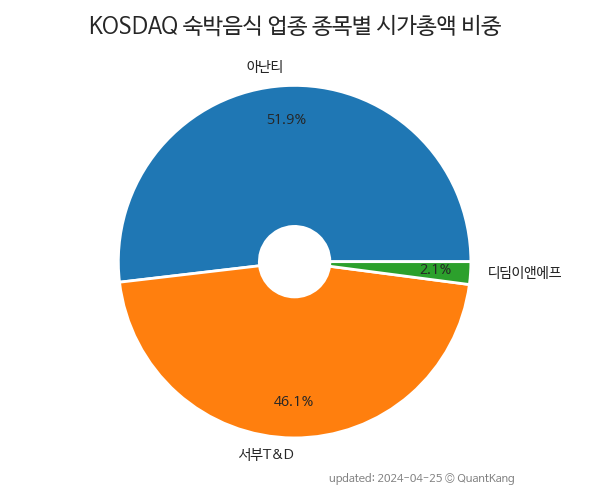 KOSDAQ 숙박음식 업종 종목별 시가총액 비중
아난티
51.9%
2.1%
디딤이앤에프
46.1%
서부T&D
updated: 2024-04-25 © QuantKang